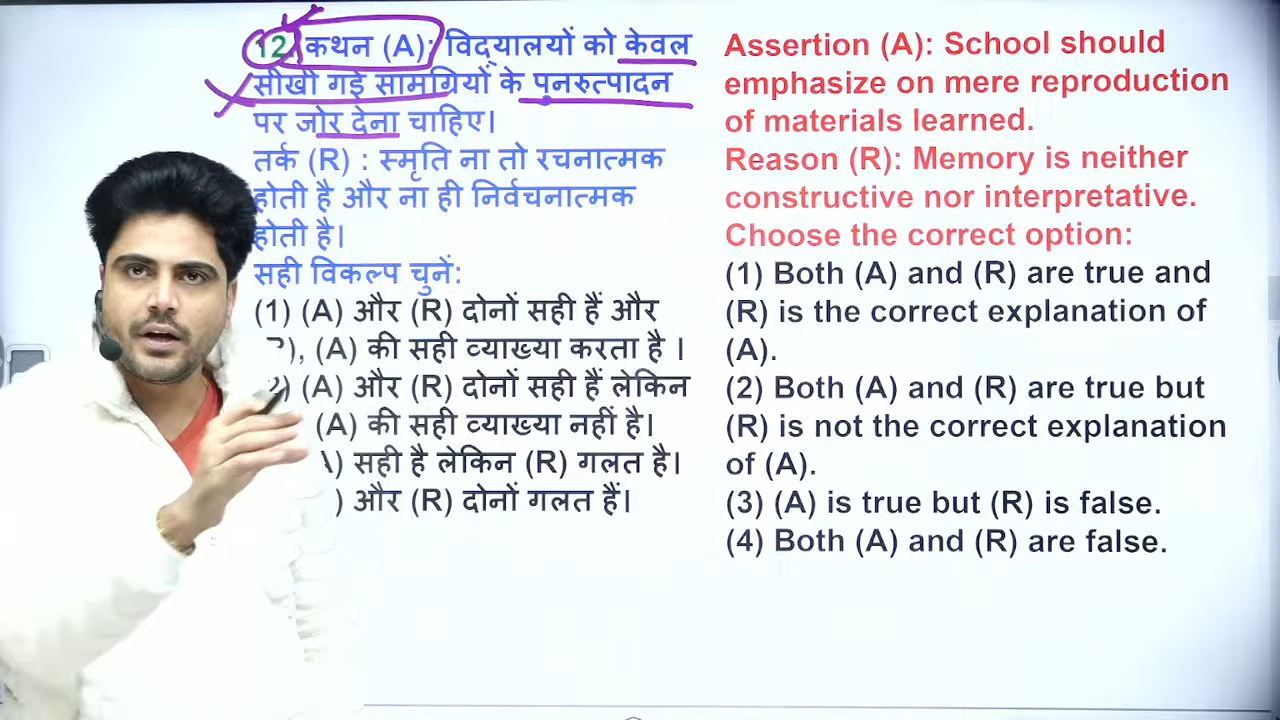 12 कथन (A): विद्यालयों को केवल
सीखी गई सामग्रियों के पुनरुत्पादन
पर जोर देना चाहिए।
तर्क (R) : स्मृति ना तो रचनात्मक
होती है और ना ही निर्वचनात्मक
होती है।
सही विकल्प चुनें:
(1) (A) और (R) दोनों सही हैं और
), (A) की सही व्याख्या करता है ।
(A) और (R) दोनों सही हैं लेकिन
(A) की सही व्याख्या नहीं है।
सही है लेकिन (R) गलत है।
) और (R) दोनों गलत हैं।
Assertion (A): School should
emphasize on mere reproduction
of materials learned.
Reason (R): Memory is neither
constructive nor interpretative.
Choose the correct option:
(1) Both (A) and (R) are true and
(R) is the correct explanation of
(A).
(2) Both (A) and (R) are true but
(R) is not the correct explanation
of (A).
(3) (A) is true but (R) is false.
(4) Both (A) and (R) are false.